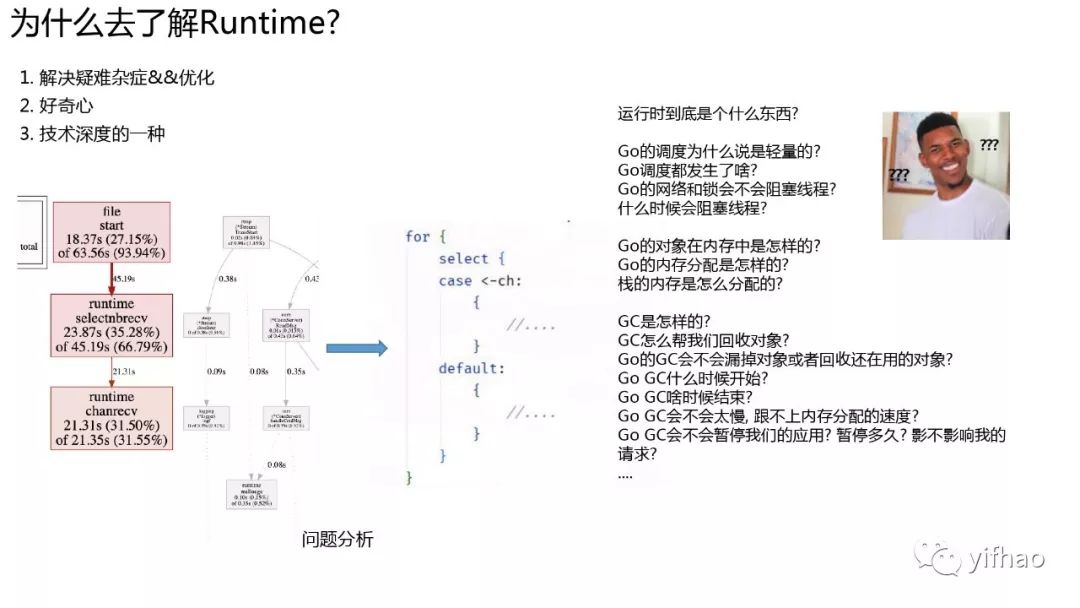 为什么去了解Runtime?
1. 解决疑难杂症&&优化
2. 好奇心
3. 技术深度的一种
total
file
start
18.37s (27.15%)
of 63.56s (93.94%)
45.19s
runtime
selectnbrecv
23.87s (35.28%)
of 45.19s (66.79%)
21.31s
runtime
chanrecv
21.31s (31.50%)
of 21.35s (31.55%)
0.38s
0.43
0.09s
0.08s
0.35s
0.08s
runtime
for {
select {
case <-ch:
{
//....
}
default:
{
//....
}
}
}
问题分析
运行时到底是个什么东西?
Go的调度为什么说是轻量的?
Go调度都发生了啥?
Go的网络和锁会不会阻塞线程?
什么时候会阻塞线程?
Go的对象在内存中是怎样的?
Go的内存分配是怎样的?
栈的内存是怎么分配的?
GC是怎样的?
GC怎么帮我们回收对象?
Go的GC会不会漏掉对象或者回收还在用的对象?
Go GC什么时候开始?
Go GC啥时候结束?
Go GC会不会太慢, 跟不上内存分配的速度?
Go GC会不会暂停我们的应用? 暂停多久? 影不影响我的
请求?
....
???
???
yifhao